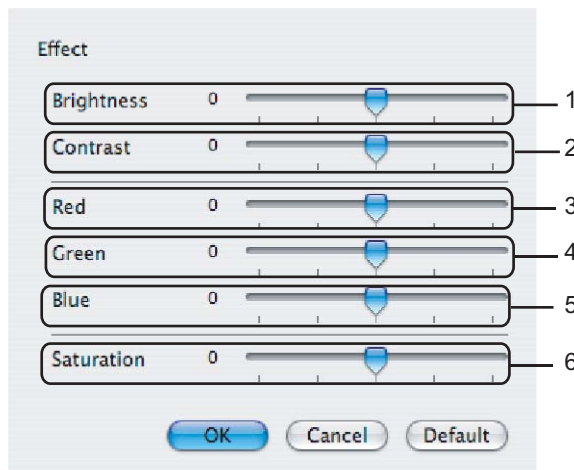 Effect
Brightness 0 1
Contrast 0 2
Red 0 3
Green 0 4
Blue 0 5
Saturation 0 6
OK Cancel Default